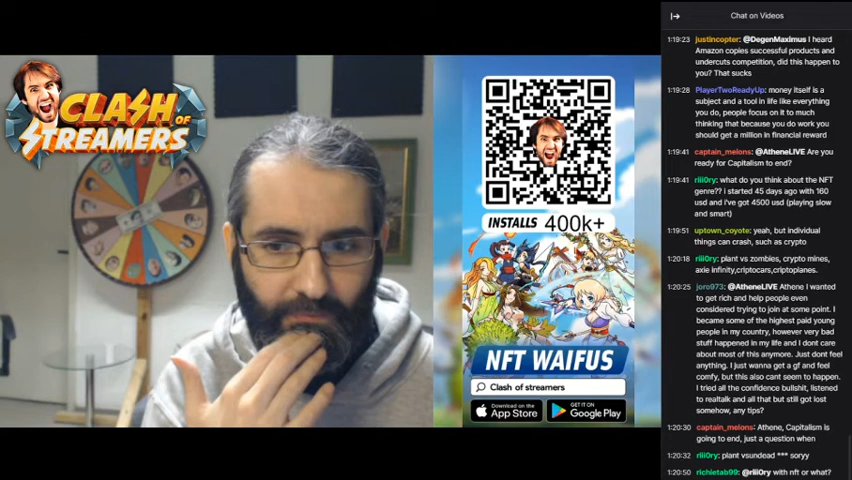 CLASH OF
STREAMERS
INSTALLS 400k+
NFT WAIFUS
Clash of streamers
Download on the
App Store
GET IT ON
Google Play
Chat on Videos
1:19:23 justincopter: @DegenMaximus I heard
Amazon copies successful products and
undercuts competition, did this happen to
you? That sucks
1:19:28 PlayerTwoReadyUp: money itself is a
subject and a tool in life like everything
you do, people focus on it to much
thinking that because you do work you
should get a million in financial reward
1:19:41 captain_melons: @AtheneLIVE Are you
ready for Capitalism to end?
1:19:41 riii0ry: what do you think about the NFT
genre?? i started 45 days ago with 160
usd and i've got 4500 usd (playing slow
and smart)
1:19:51 uptown_coyote: yeah, but individual
things can crash, such as crypto
1:20:18 riii0ry: plant vs zombies, crypto mines,
axie infinity,criptocars,criptoplanes.
1:20:25 joro973: @AtheneLIVE Athene I wanted
to get rich and help people even
considered trying to join at some point. I
became some of the highest paid young
people in my country, however very bad
stuff happened in my life and I dont care
about most of this anymore. Just dont feel
anything. I just wanna get a gf and feel
comfy, but this also cant seem to happen.
I tried all the confidence bullshit, listened
to realtalk and all that but still got lost
somehow, any tips?
1:20:30 captain_melons: Athene, Capitalism is
going to end, just a question when
1:20:32 riii0ry: plant vsundead *** soryy
1:20:50 richietab99: @riii0ry with nft or what?